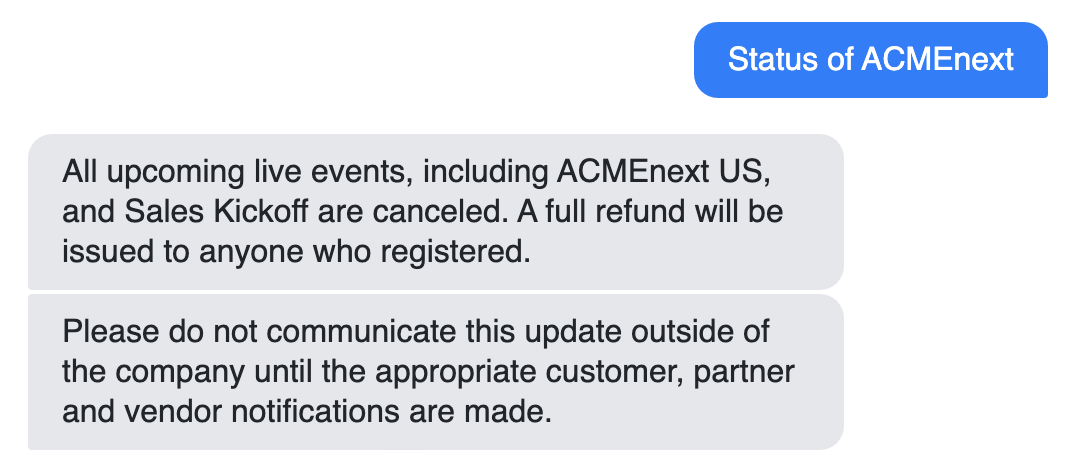 Status of ACMEnext
All upcoming live events, including ACMEnext US,
and Sales Kickoff are canceled. A full refund will be
issued to anyone who registered.
Please do not communicate this update outside of
the company until the appropriate customer, partner
and vendor notifications are made.